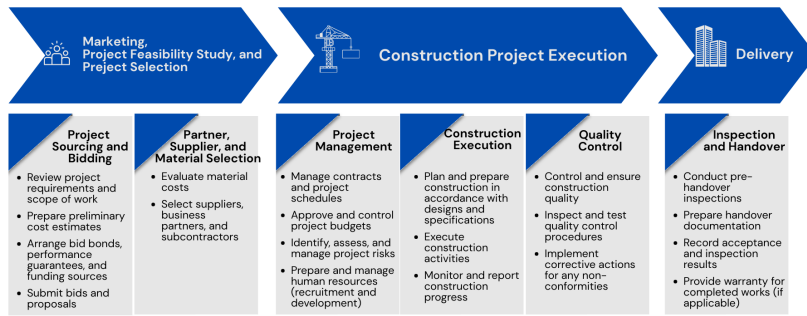 Marketing,
Project Feasibility Study, and
Preject Selection
Construction Project Execution
Delivery
Project
Sourcing and
Bidding
• Review project
requirements and
scope of work
• Prepare preliminary
cost estimates
• Arrange bid bonds,
performance
guarantees, and
funding sources
• Submit bids and
proposals
Partner,
Supplier, and
Material Selection
• Evaluate material
costs
• Select suppliers,
business
partners, and
subcontractors
Project
Management
• Manage contracts
and project
schedules
• Approve and control
project budgets
• Identify, assess, and
manage project risks
• Prepare and manage
human resources
(recruitment and
development)
Construction
Execution
• Plan and prepare
construction in
accordance with
designs and
specifications
• Execute
construction
activities
• Monitor and report
construction
progress
Quality
Control
• Control and ensure
construction
quality
• Inspect and test
quality control
procedures
• Implement
corrective actions
for any non-
conformities
Inspection
and Handover
• Conduct pre-
handover
inspections
• Prepare handover
documentation
• Record acceptance
and inspection
results
• Provide warranty for
completed works (if
applicable)